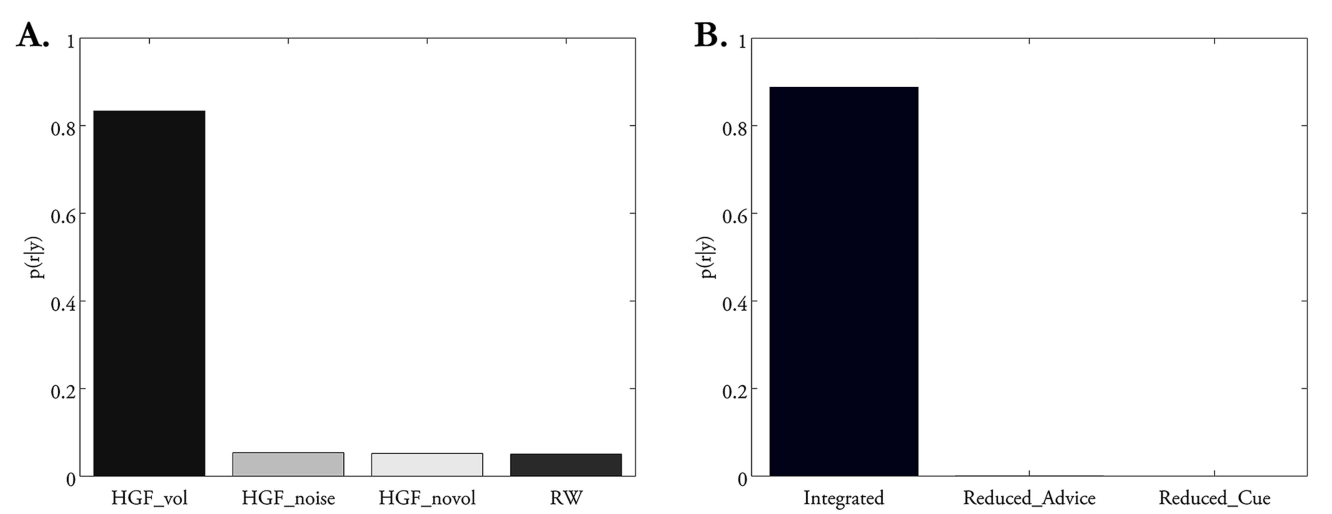 A.
1
0.8
0.6
0.4
0.2
0
p(r|y)
HGF_vol
HGF_noise
HGF_novol
RW
B.
1
0.8
0.6
0.4
0.2
0
p(r|y)
Integrated
Reduced_Advice
Reduced_Cue